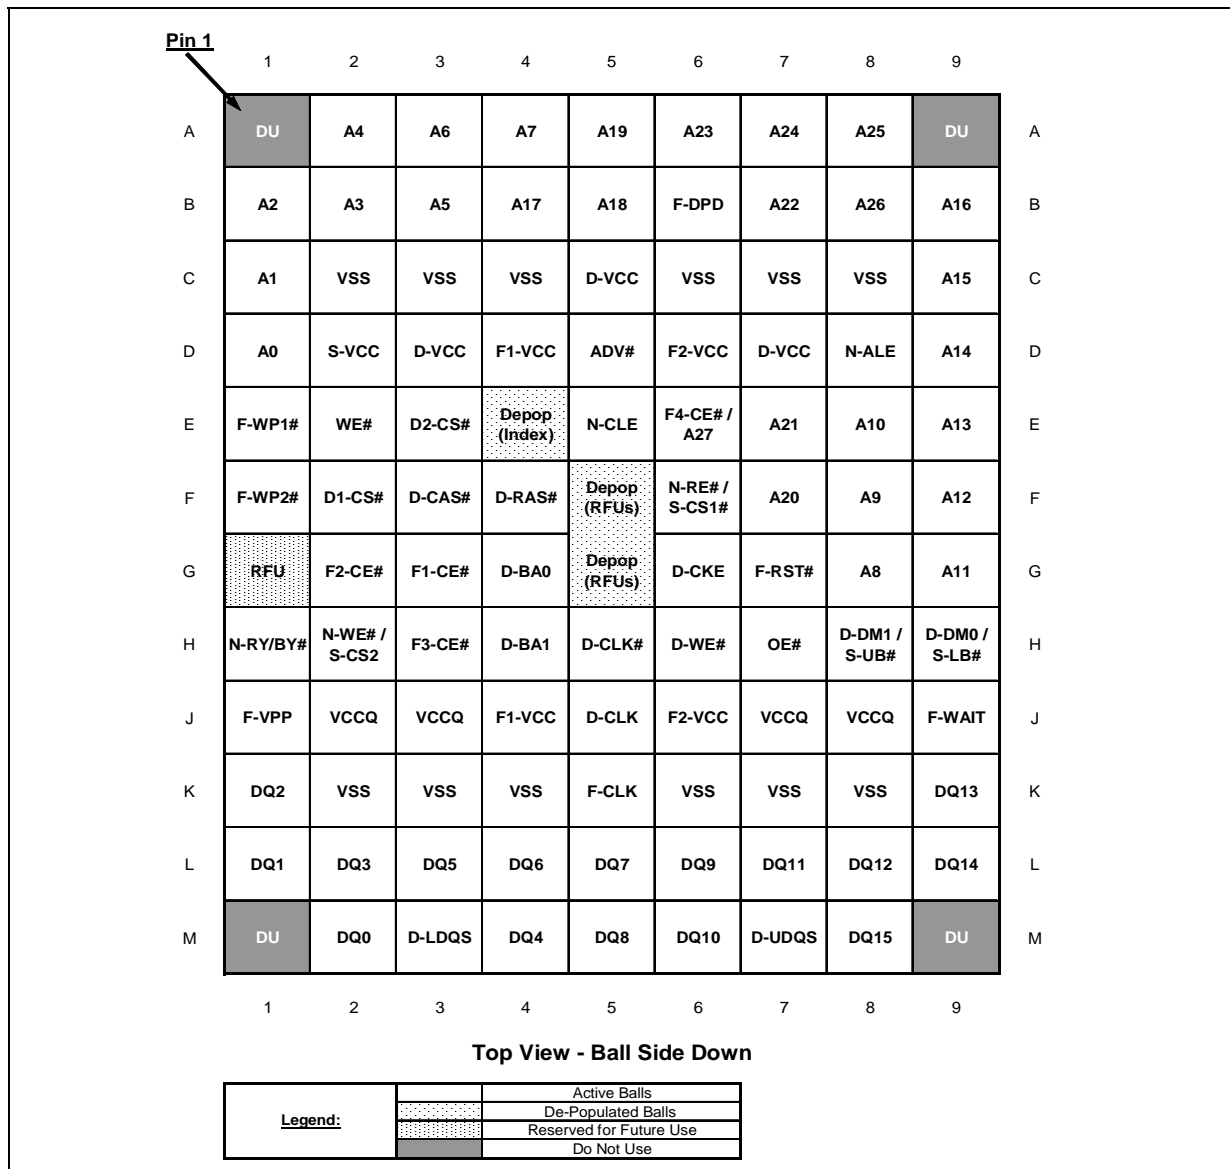 Pin 1
1 2 3 4 5 6 7 8 9
A DU A4 A6 A7 A19 A23 A24 A25 DU A
B A2 A3 A5 A17 A18 F-DPD A22 A26 A16 B
C A1 VSS VSS VSS D-VCC VSS VSS VSS A15 C
D A0 S-VCC D-VCC F1-VCC ADV# F2-VCC D-VCC N-ALE A14 D
E F-WP1# WE# D2-CS# Depop (Index) N-CLE F4-CE# / A27 A21 A10 A13 E
F F-WP2# D1-CS# D-CAS# D-RAS# Depop (RFUs) N-RE# / S-CS1# A20 A9 A12 F
G RFU F2-CE# F1-CE# D-BA0 Depop (RFUs) D-CKE F-RST# A8 A11 G
H N-RY/BY# N-WE# / S-CS2 F3-CE# D-BA1 D-CLK# D-WE# OE# D-DM1 / S-UB# D-DM0 / S-LB# H
J F-VPP VCCQ VCCQ F1-VCC D-CLK F2-VCC VCCQ VCCQ F-WAIT J
K DQ2 VSS VSS VSS F-CLK VSS VSS VSS DQ13 K
L DQ1 DQ3 DQ5 DQ6 DQ7 DQ9 DQ11 DQ12 DQ14 L
M DU DQ0 D-LDQS DQ4 DQ8 DQ10 D-UDQS DQ15 DU M
1 2 3 4 5 6 7 8 9
Top View - Ball Side Down
Legend:
Active Balls
De-Populated Balls
Reserved for Future Use
Do Not Use